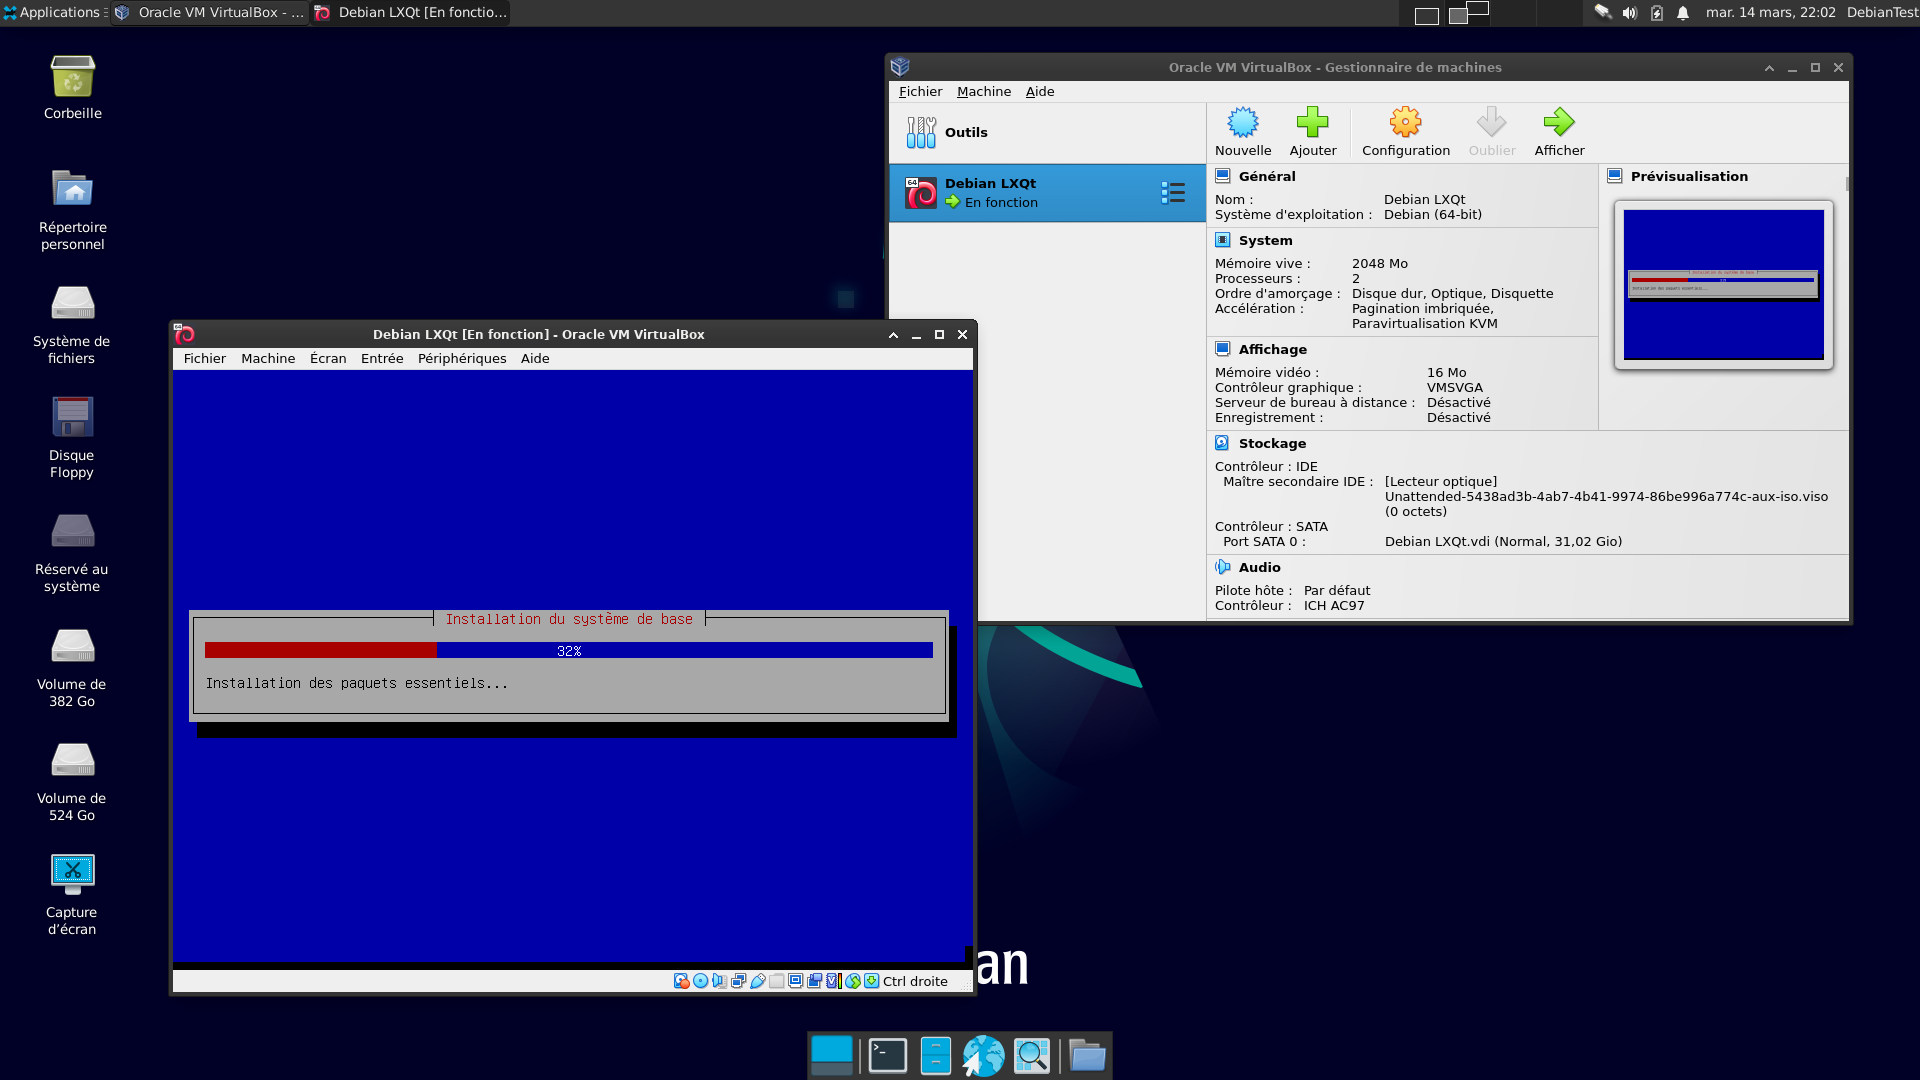 Applications
Oracle VM VirtualBox - ...
Debian LXQt [En fonctio...
mar. 14 mars, 22:02
DebianTest
Corbeille
Répertoire
personnel
Système de
fichiers
Disque
Floppy
Réservé au
système
Volume de
382 Go
Volume de
524 Go
Capture
d’écran
Oracle VM VirtualBox - Gestionnaire de machines
Fichier Machine Aide
Outils
64
Debian LXQt
En fonction
Nouvelle Ajouter Configuration Oublier Afficher
Général
Nom : Debian LXQt
Système d'exploitation : Debian (64-bit)
System
Mémoire vive : 2048 Mo
Processeurs : 2
Ordre d'amorçage : Disque dur, Optique, Disquette
Accélération : Pagination imbriquée,
Paravirtualisation KVM
Affichage
Mémoire vidéo : 16 Mo
Contrôleur graphique : VMSVGA
Serveur de bureau à distance : Désactivé
Enregistrement : Désactivé
Prévisualisation
Stockage
Contrôleur : IDE
Maître secondaire IDE : [Lecteur optique]
Unattended-5438ad3b-4ab7-4b41-9974-86be996a774c-aux-iso.viso
(0 octets)
Contrôleur : SATA
Port SATA 0 : Debian LXQt.vdi (Normal, 31,02 Gio)
Audio
Pilote hôte : Par défaut
Contrôleur : ICH AC97
Debian LXQt [En fonction] - Oracle VM VirtualBox
Fichier Machine Écran Entrée Périphériques Aide
Installation du système de base
32%
Installation des paquets essentiels...
Ctrl droite
an